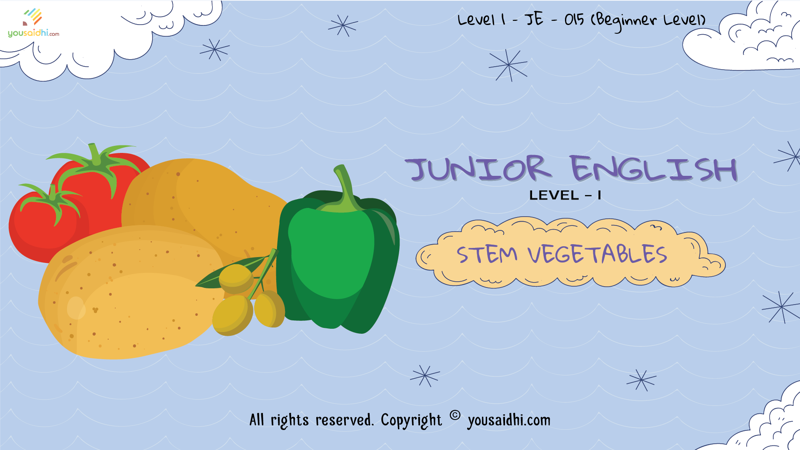 yousaidhi.com
Level 1 - JE - 015 (Beginner Level)
JUNIOR ENGLISH
LEVEL - 1
STEM VEGETABLES
All rights reserved. Copyright © yousaidhi.com